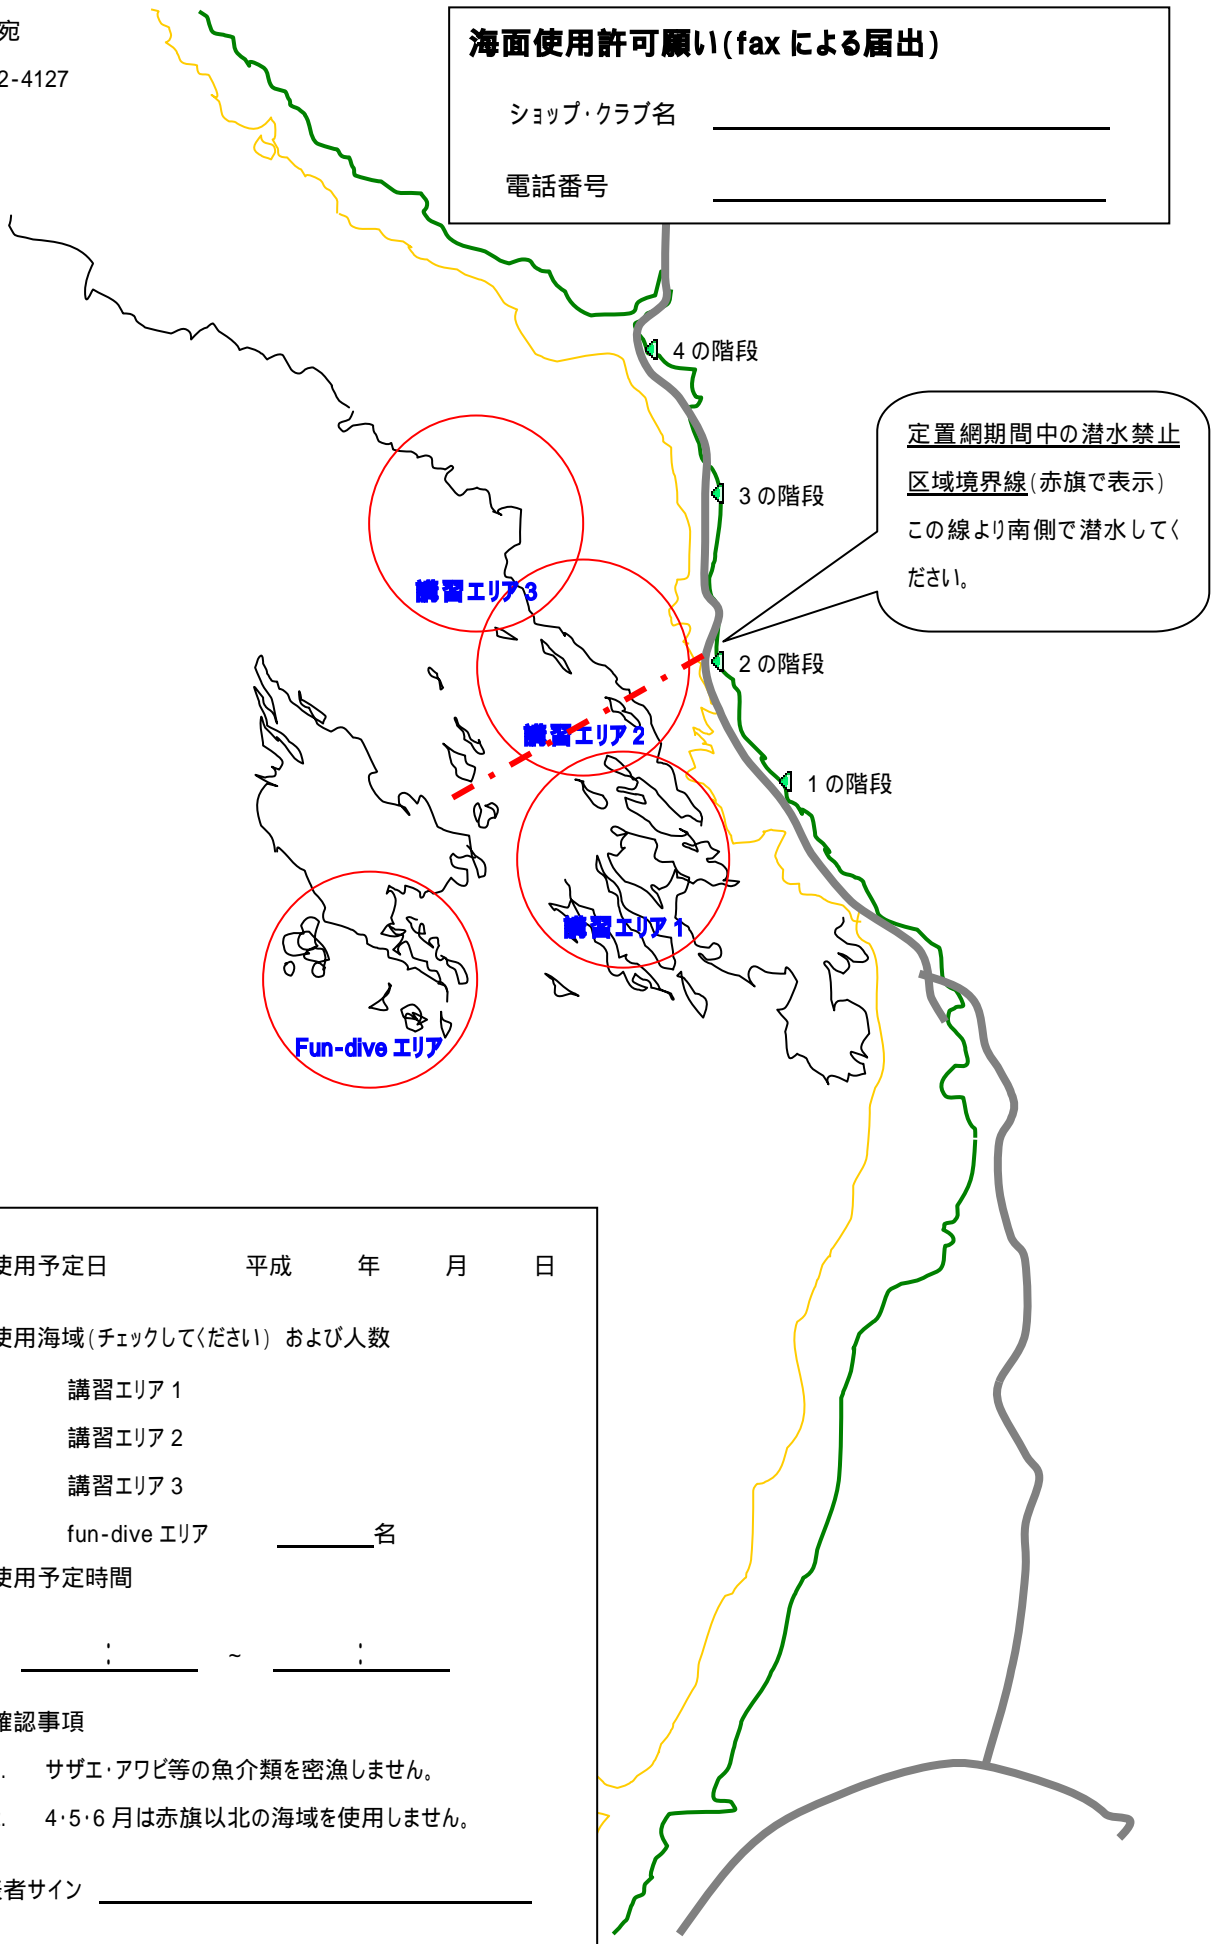 宛
2-4127
海面使用許可願い(fax による届出)
ショップ・クラブ名
電話番号
4 の階段
3 の階段
定置網期間中の潜水禁止
区域境界線(赤旗で表示)
この線より南側で潜水してく
ださい。
2 の階段
1 の階段
講習エリア 3
講習エリア 2
講習エリア 1
Fun-dive エリア
使用予定日 平成 年 月 日
使用海域(チェックしてください) および人数
講習エリア 1
講習エリア 2
講習エリア 3
fun-dive エリア 名
使用予定時間
: ~ :
確認事項
. サザエ・アワビ等の魚介類を密漁しません。
. 4・5・6 月は赤旗以北の海域を使用しません。
者サイン